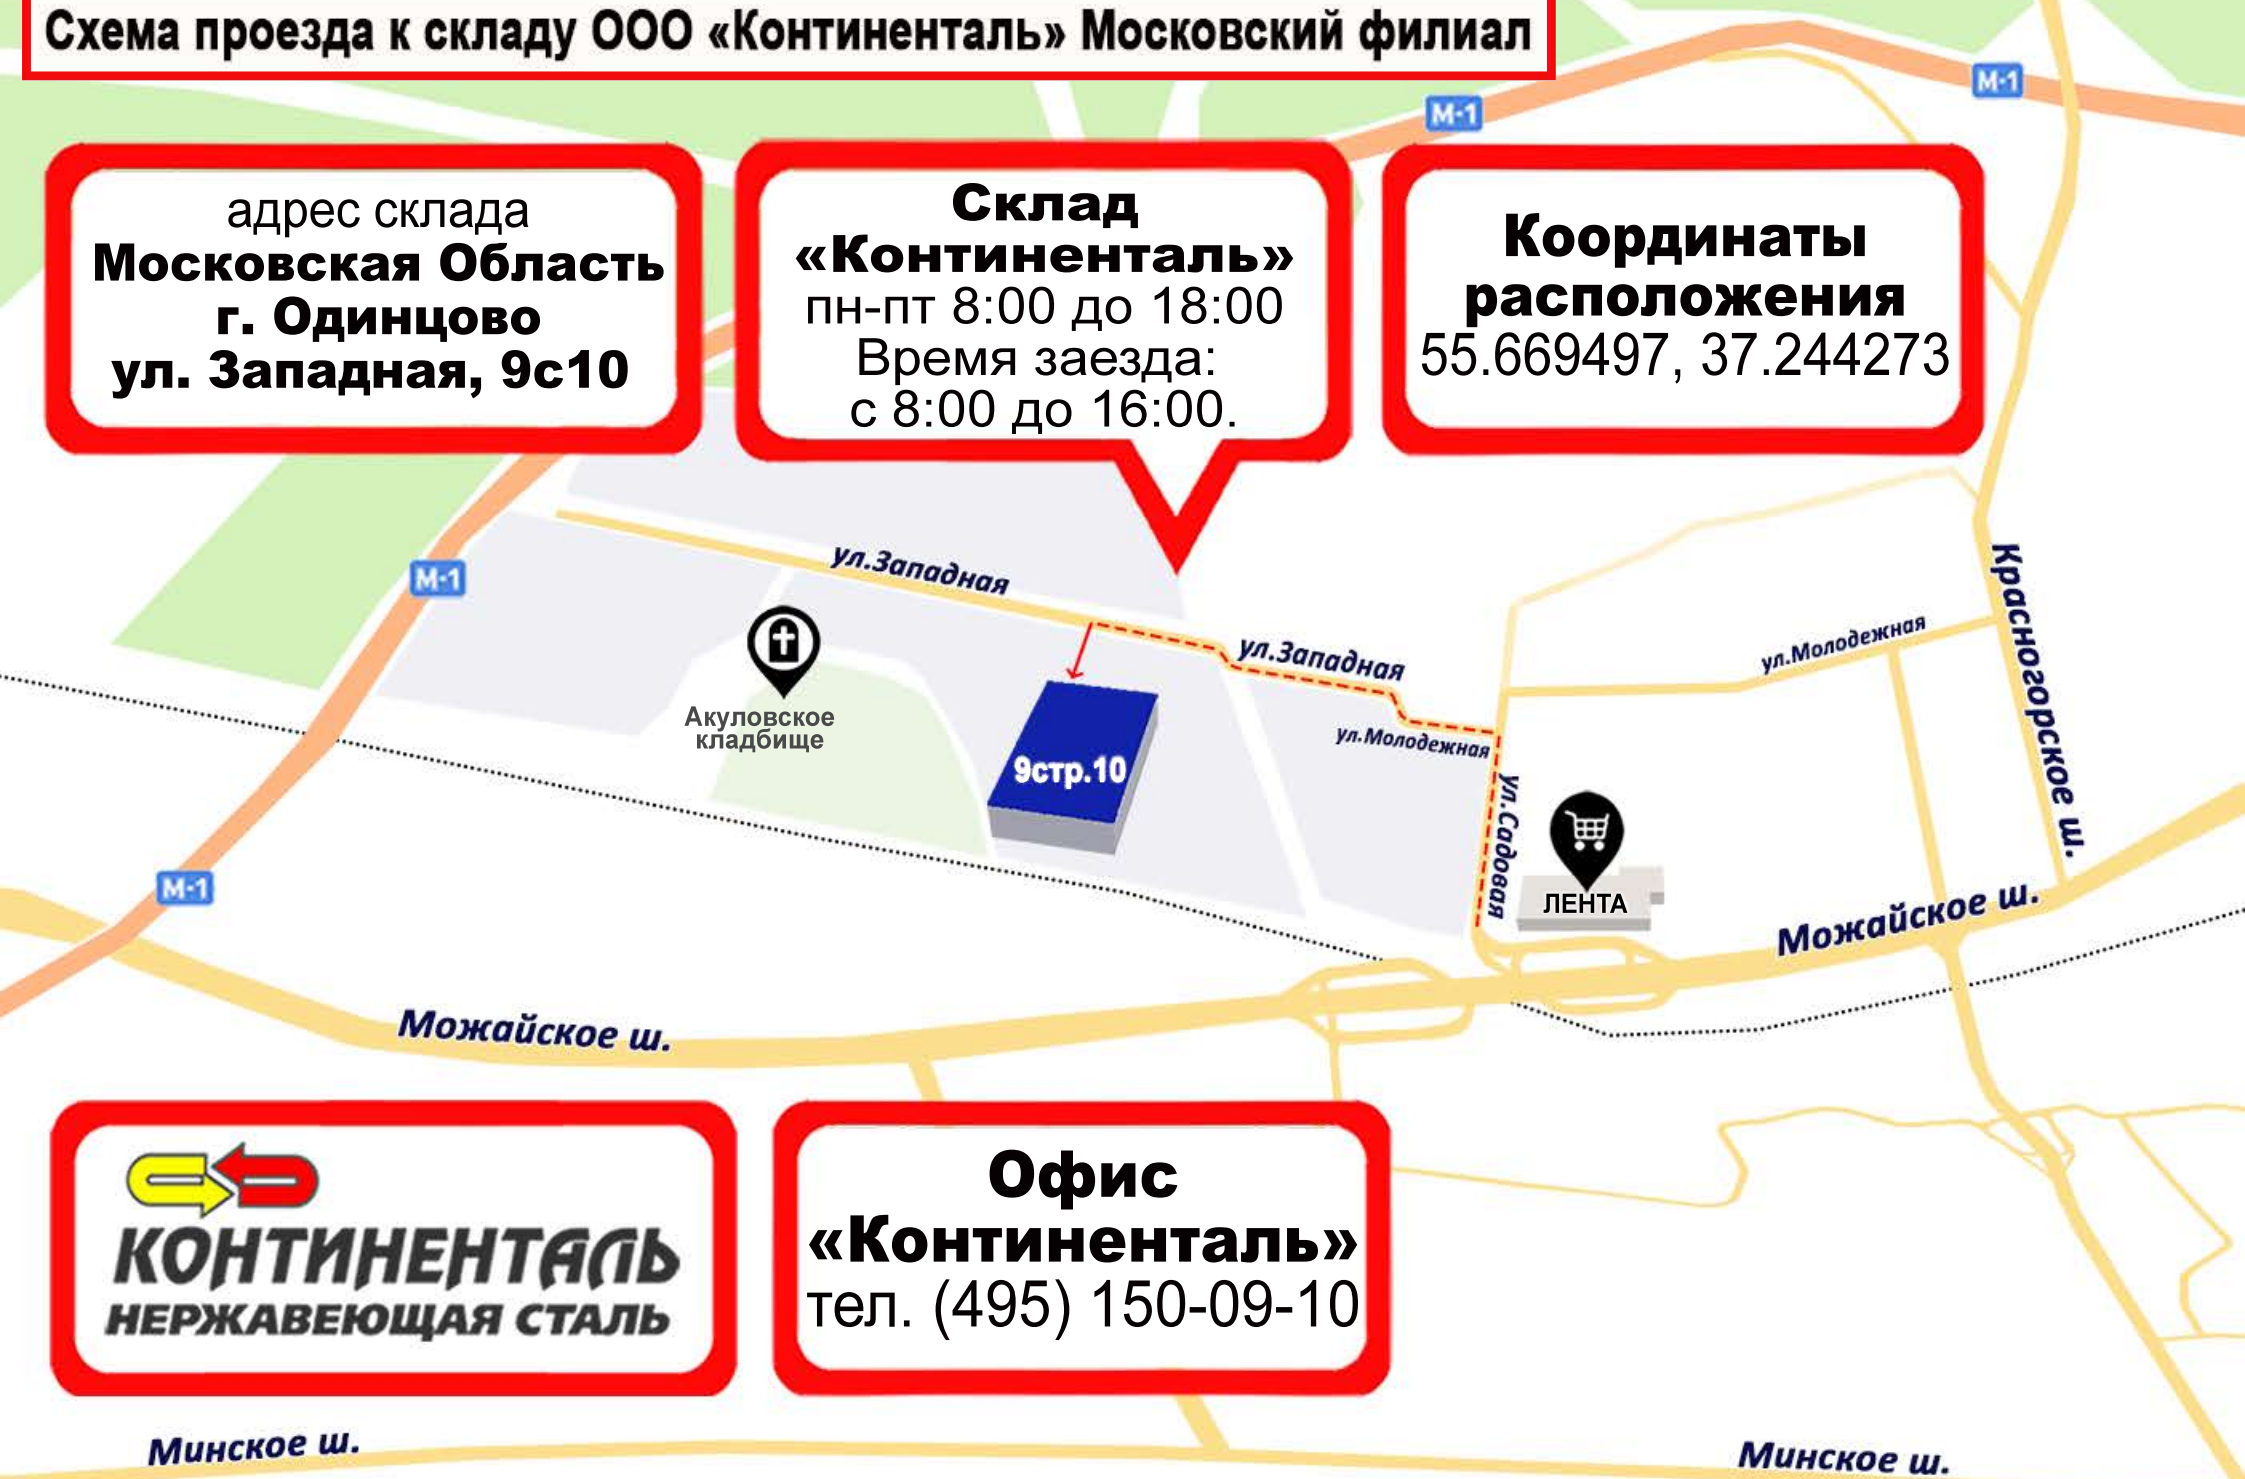 Схема проезда к складу ООО «Континенталь» Московский филиал
М-1
М-1
адрес склада
Московская Область
г. Одинцово
ул. Западная, 9с10
Склад
«Континенталь»
пн-пт 8:00 до 18:00
Время заезда:
с 8:00 до 16:00.
Координаты
расположения
55.669497, 37.244273
М-1
ул.Западная
ул.Западная
ул.Молодежная
Красногорское ш.
Акуловское
кладбище
9стр.10
ул.Молодежная
ул.Садовая
ЛЕНТА
М-1
Можайское ш.
Можайское ш.
КОНТИНЕНТАЛЬ
НЕРЖАВЕЮЩАЯ СТАЛЬ
Офис
«Континенталь»
тел. (495) 150-09-10
Минское ш.
Минское ш.